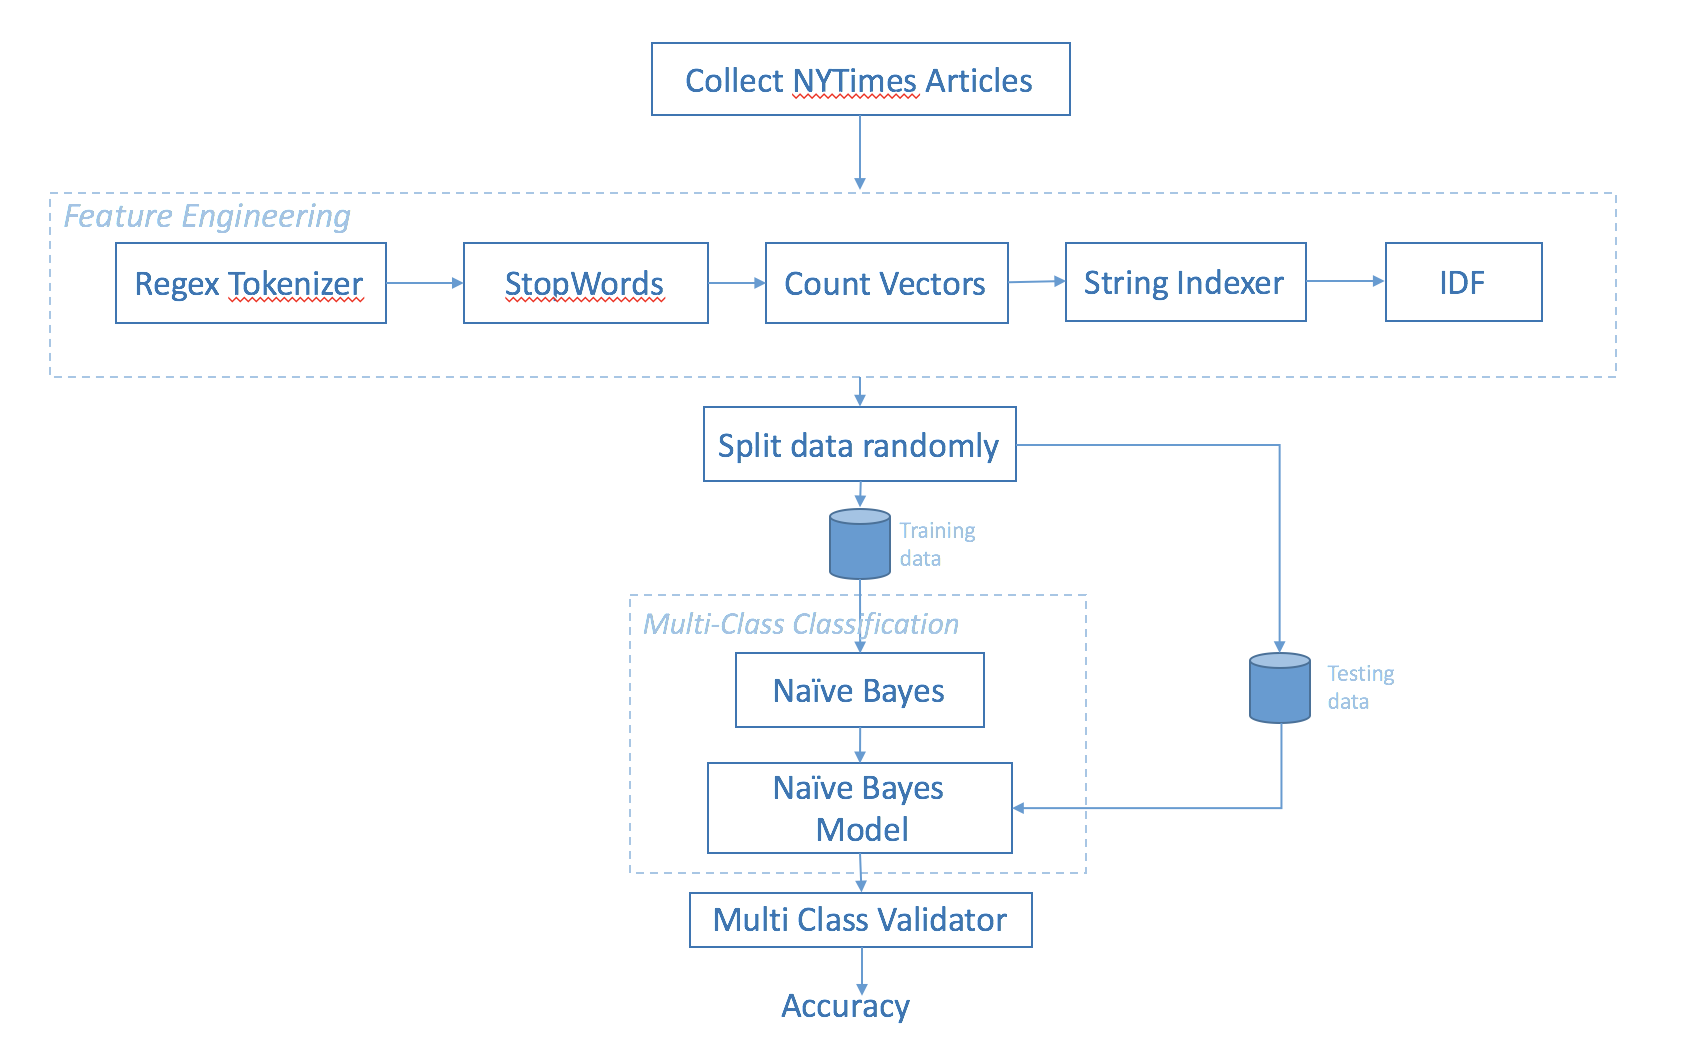 Collect NYTimes Articles
Feature Engineering
Regex Tokenizer
StopWords
Count Vectors
String Indexer
IDF
Split data randomly
Training
data
Multi-Class Classification
Naïve Bayes
Testing
data
Naïve Bayes
Model
Multi Class Validator
Accuracy